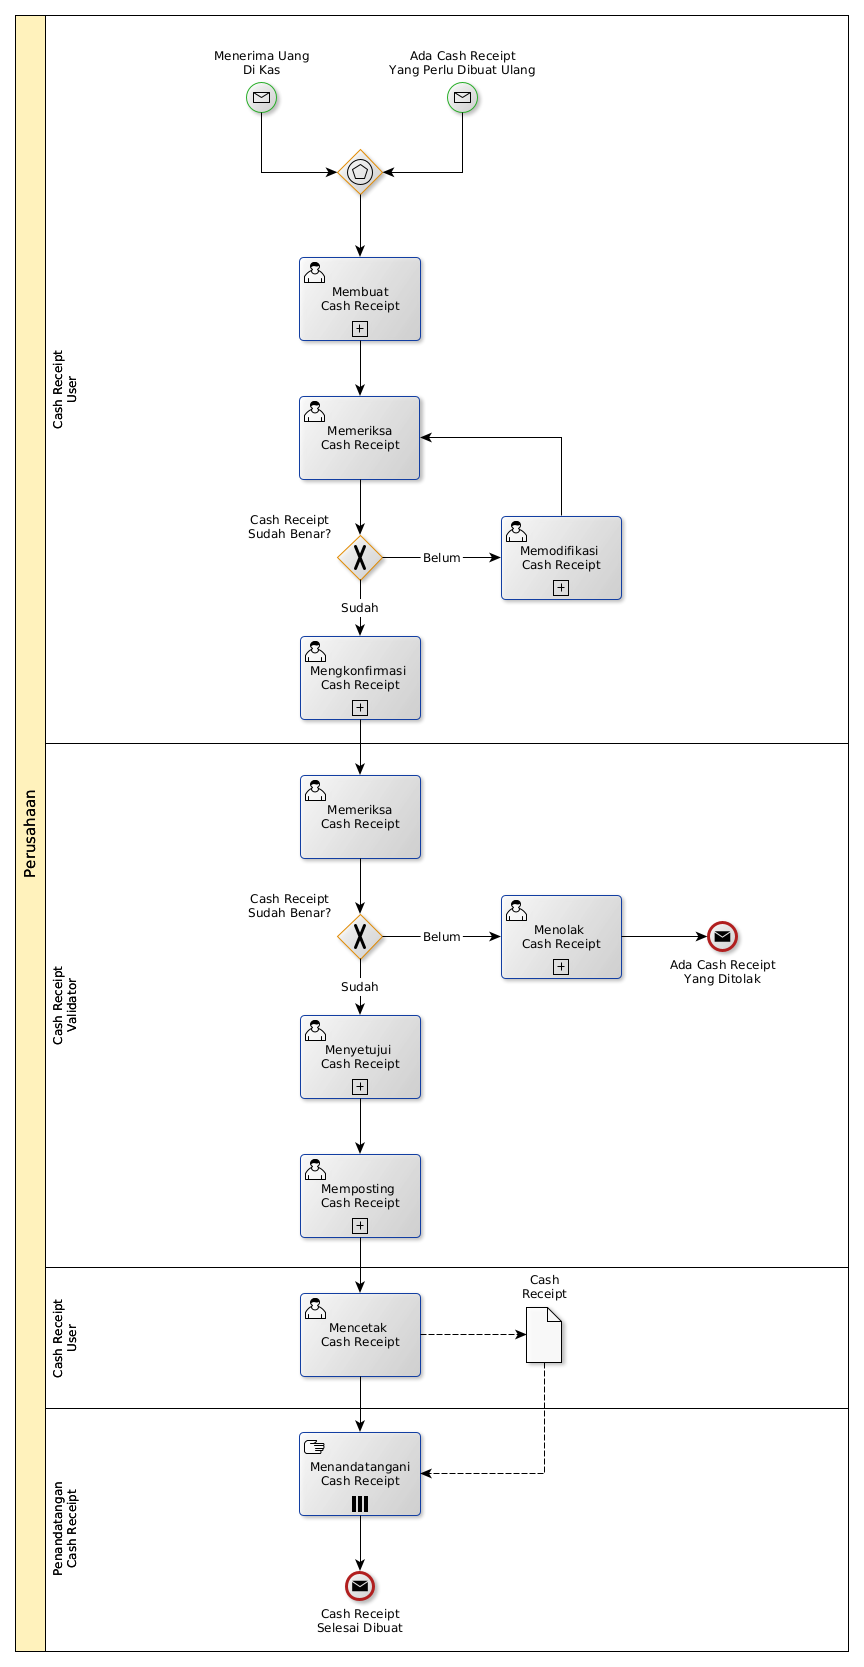 Perusahaan
Cash Receipt
User
Menerima Uang
Di Kas
Ada Cash Receipt
Yang Perlu Dibuat Ulang
Membuat
Cash Receipt
Memeriksa
Cash Receipt
Cash Receipt
Sudah Benar?
Belum
Memodifikasi
Cash Receipt
Sudah
Mengkonfirmasi
Cash Receipt
Cash Receipt
Validator
Memeriksa
Cash Receipt
Cash Receipt
Sudah Benar?
Belum
Menolak
Cash Receipt
Ada Cash Receipt
Yang Ditolak
Sudah
Menyetujui
Cash Receipt
Memposting
Cash Receipt
Cash Receipt
User
Mencetak
Cash Receipt
Cash
Receipt
Penandatangan
Cash Receipt
Menandatangani
Cash Receipt
Cash Receipt
Selesai Dibuat